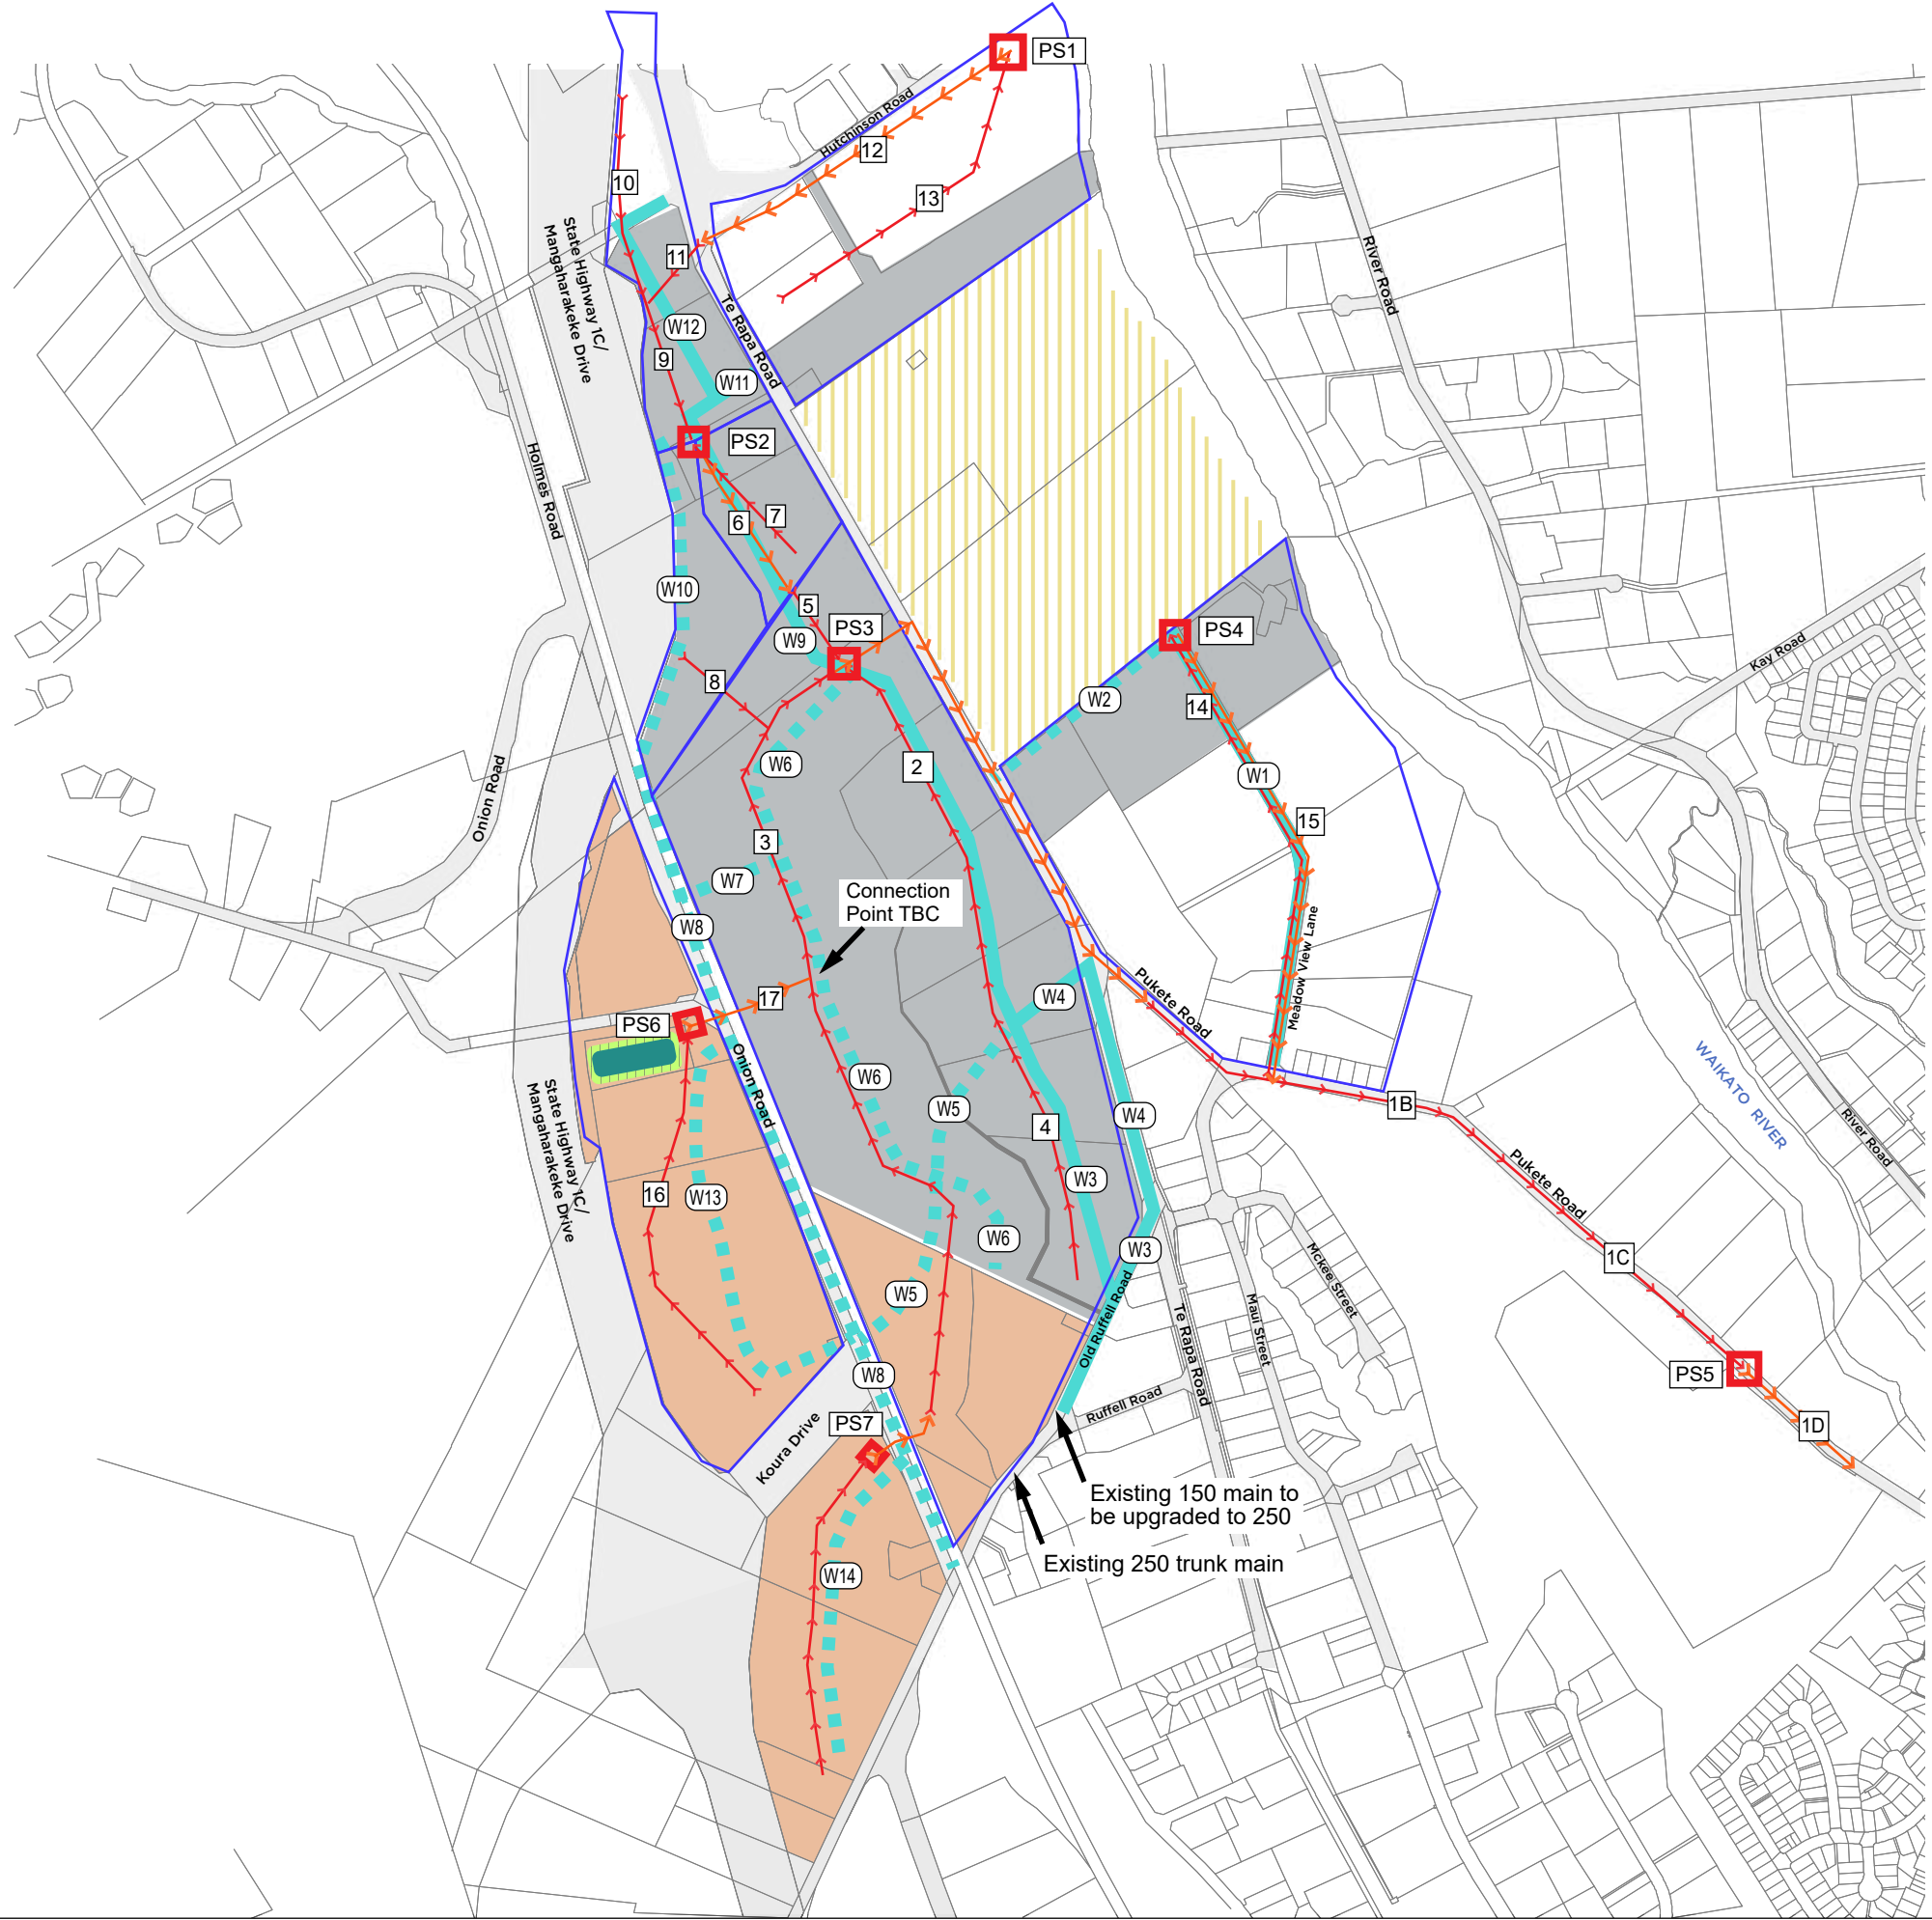 PS1
Hutchinson Road
12
10
13
State Highway 1C/
Mangaharakeke Drive
11
River Road
Te Rapa Road
W12
9
W11
PS2
Holmes Road
6
7
W10
5
PS3
W9
PS4
Kay Road
8
W2
14
W6
2
W1
Onion Road
3
15
W7
Connection
Point TBC
W8
Meadow View Lane
W4
17
Pukete Road
PS6
Onion Road
WAIKATO RIVER
W6
State Highway 1C/
Mangaharakeke Drive
W5
1B
W4
4
River Road
Pukete Road
W3
16
W13
W6
W3
1C
Mckee Street
W5
Old Ruffell Road
Maui Street
Te Rapa Road
W8
PS5
Ruffell Road
PS7
1D
Koura Drive
Existing 150 main to
be upgraded to 250
Existing 250 trunk main
W14